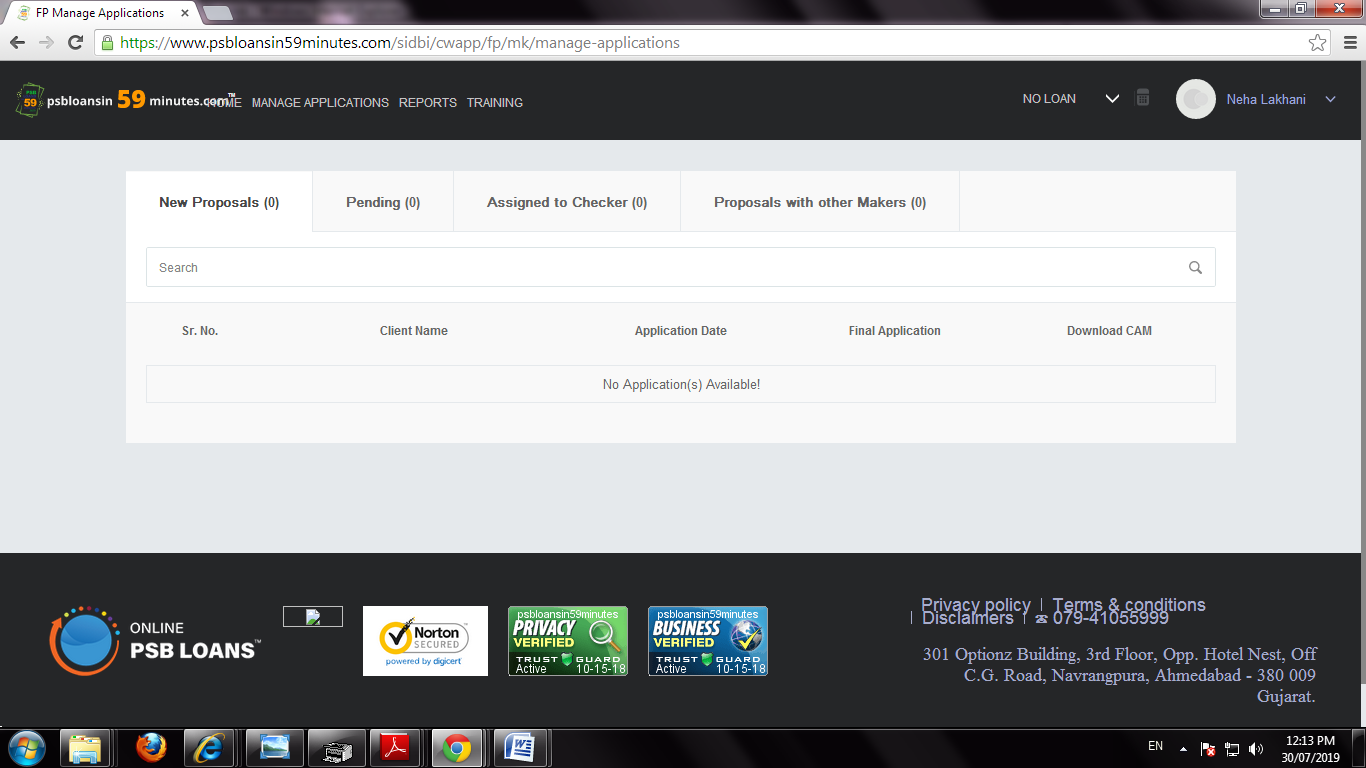 FP Manage Applications
https://www.psbloansin59minutes.com/sidbi/cwapp/fp/mk/manage-applications
PSB
59
psbloansin 59 minutes.com™
HOME MANAGE APPLICATIONS REPORTS TRAINING
NO LOAN
Neha Lakhani
New Proposals (0) Pending (0) Assigned to Checker (0) Proposals with other Makers (0)
Search
Sr. No. Client Name Application Date Final Application Download CAM
No Application(s) Available!
ONLINE
PSB LOANS™
Norton
SECURED
powered by digicert
psbloansin59minutes
PRIVACY
VERIFIED
TRUST GUARD
Active 10-15-18
psbloansin59minutes
BUSINESS
VERIFIED
TRUST GUARD
Active 10-15-18
Privacy policy | Terms & conditions
| Disclaimers | ☎ 079-41055999
301 Optionz Building, 3rd Floor, Opp. Hotel Nest, Off
C.G. Road, Navrangpura, Ahmedabad - 380 009
Gujarat.
EN
12:13 PM
30/07/2019